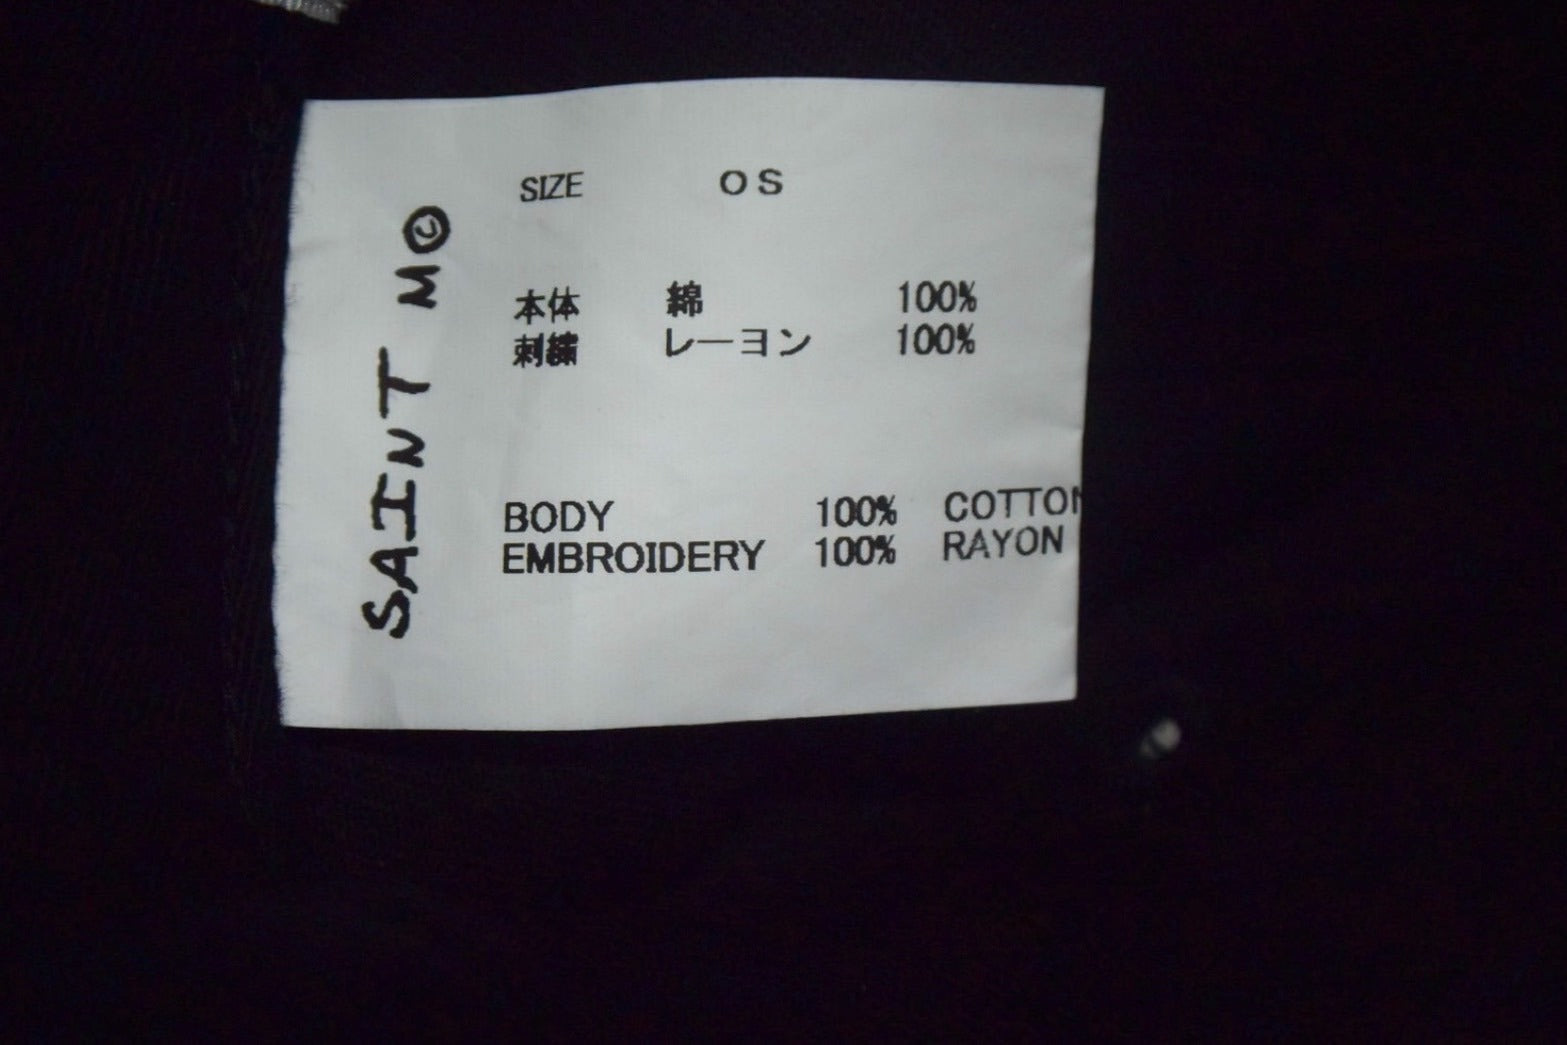 SAINT M©
SIZE OS
本体 綿 100%
刺繍 レーヨン 100%
BODY 100% COTTON
EMBROIDERY 100% RAYON